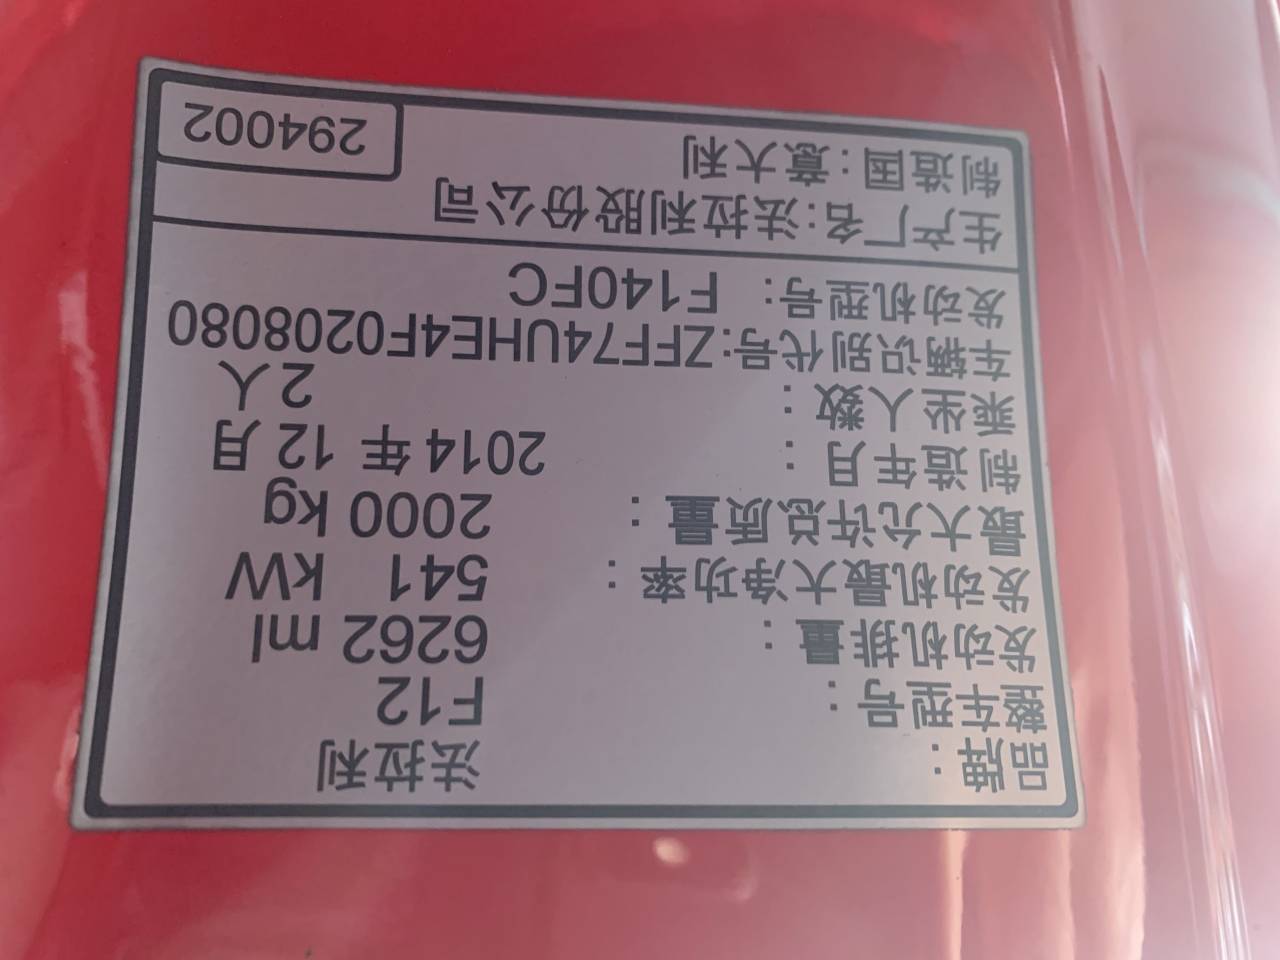 品牌： 法拉利
整车型号： F12
发动机排量： 6262 ml
发动机最大净功率： 541 kW
最大允许总质量： 2000 kg
制造年月： 2014 年 12 月
乘坐人数： 2 人
车辆识别代号:ZFF74UHE4F0208080
发动机型号: F140FC
生产厂名:法拉利股份公司
制造国:意大利
294002